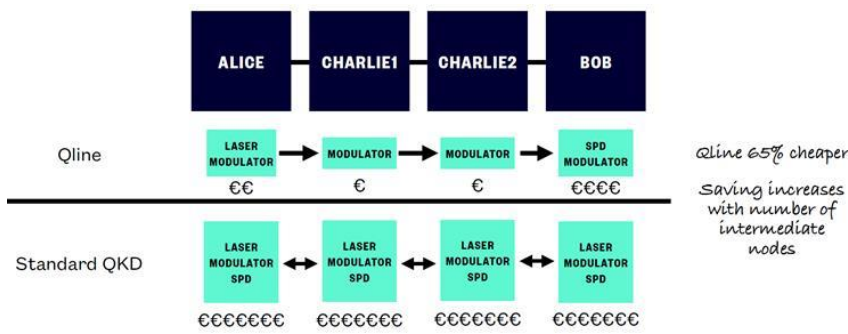 ALICE CHARLIE1 CHARLIE2 BOB
Qline
LASER
MODULATOR
MODULATOR
MODULATOR
SPD
MODULATOR
€€ € € €€€€
Qline 65% cheaper
Saving increases
with number of
intermediate
nodes
Standard QKD
LASER
MODULATOR
SPD
LASER
MODULATOR
SPD
LASER
MODULATOR
SPD
LASER
MODULATOR
SPD
€€€€€€€ €€€€€€€ €€€€€€€ €€€€€€€